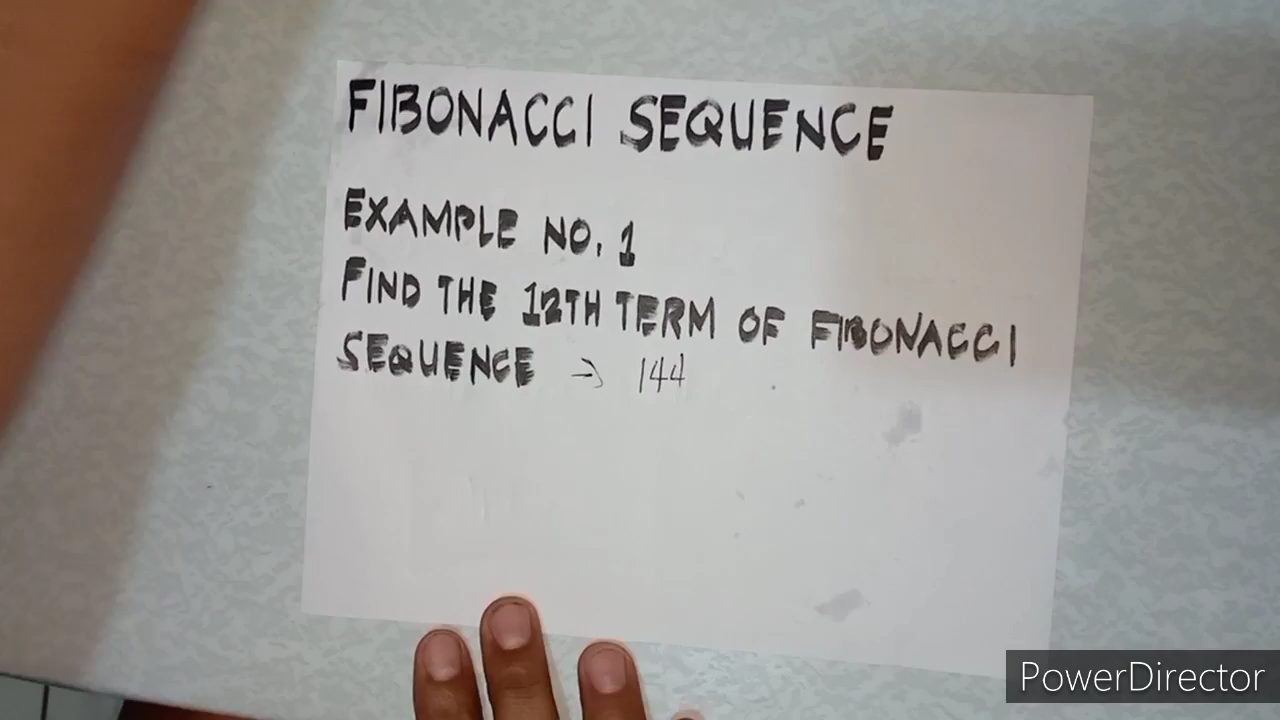 FIBONACCI SEQUENCE
EXAMPLE NO. 1
FIND THE 12TH TERM OF FIBONACCI
SEQUENCE → 144
PowerDirector